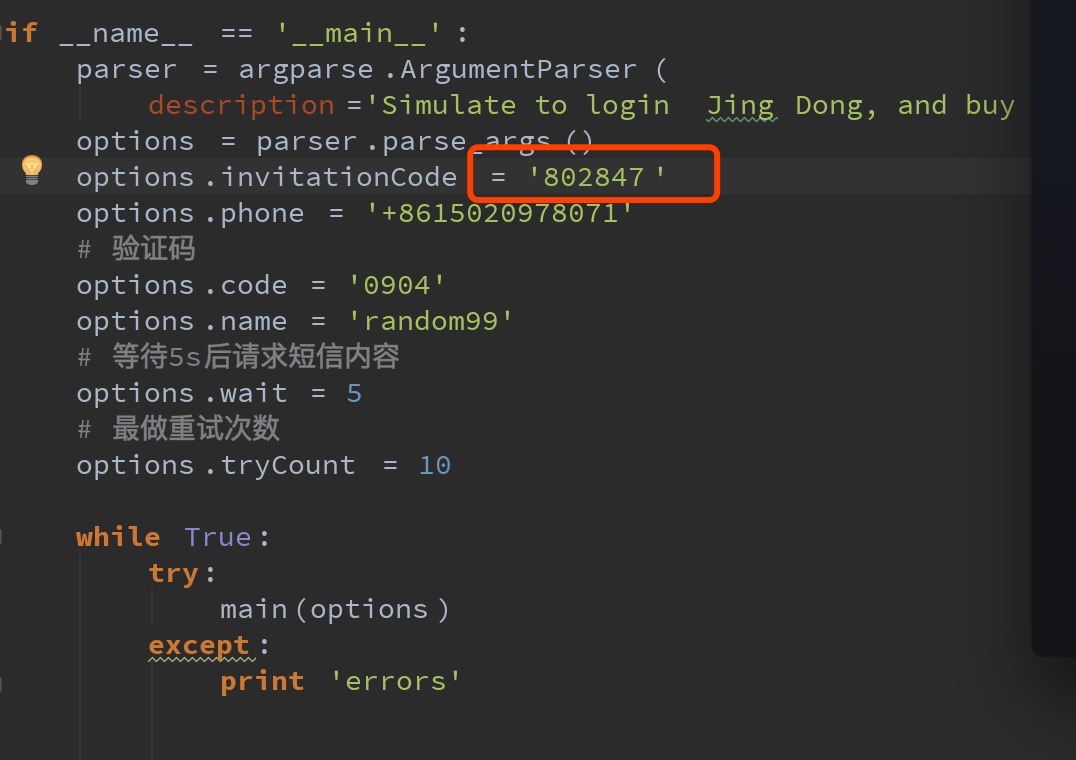 if __name__ == '__main__':
parser = argparse.ArgumentParser(
description='Simulate to login  Jing Dong, and buy
options = parser.parse_args()
options.invitationCode = '802847'
options.phone = '+8615020978071'
# 验证码
options.code = '0904'
options.name = 'random99'
# 等待5s后请求短信内容
options.wait = 5
# 最做重试次数
options.tryCount = 10
while True:
try:
main(options)
except:
print 'errors'